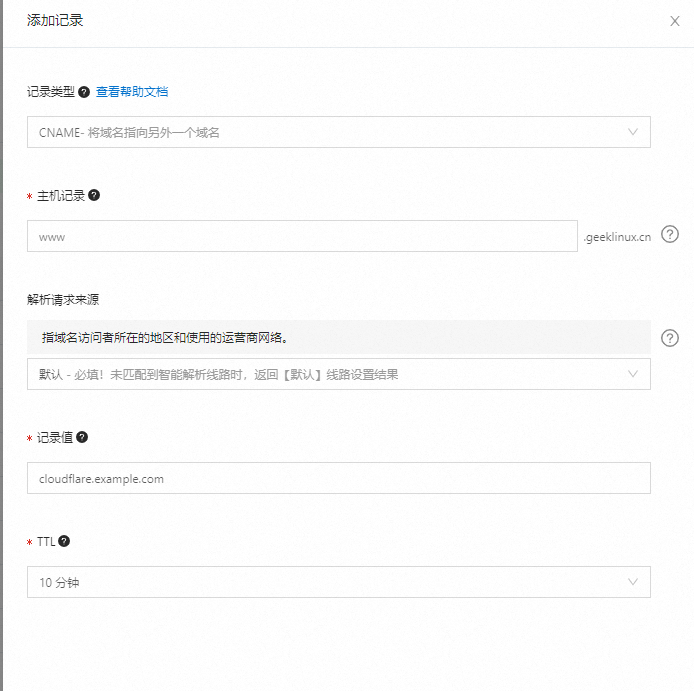 添加记录
记录类型 查看帮助文档
CNAME- 将域名指向另外一个域名
* 主机记录
www .geeklinux.cn
解析请求来源
指域名访问者所在的地区和使用的运营商网络。
默认 - 必填！未匹配到智能解析线路时，返回【默认】线路设置结果
* 记录值
cloudflare.example.com
* TTL
10 分钟